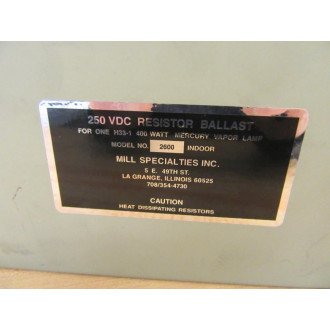 250 VDC RESISTOR BALLAST
FOR ONE H33-1 400 WATT MERCURY VAPOR LAMP
MODEL NO. 2600 INDOOR
MILL SPECIALTIES INC.
5 E. 49TH ST.
LA GRANGE, ILLINOIS 60525
708/354-4730
CAUTION
HEAT DISSIPATING RESISTORS